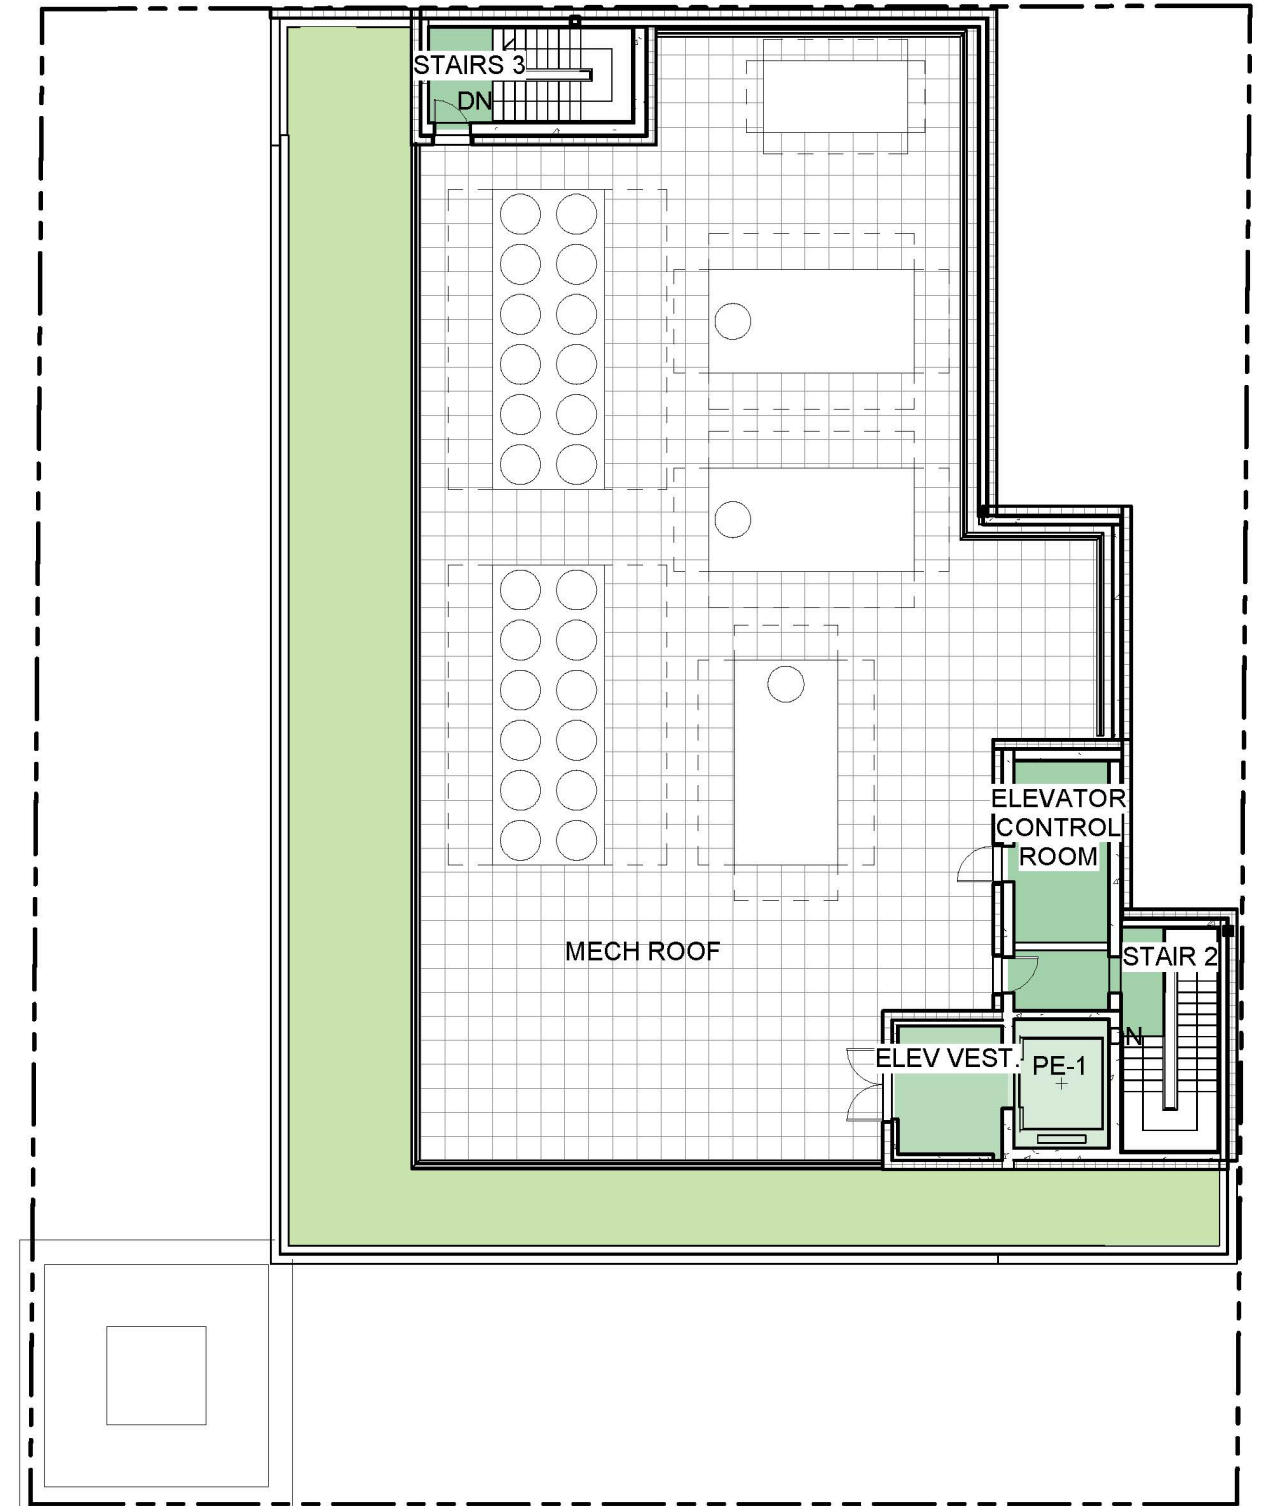 STAIRS 3
DN
ELEVATOR
CONTROL
ROOM
MECH ROOF
STAIR 2
N
ELEV VEST.
PE-1